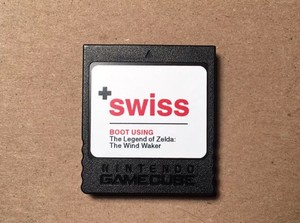 swiss
BOOT USING
The Legend of Zelda:
The Wind Waker
NINTENDO
GAMECUBE